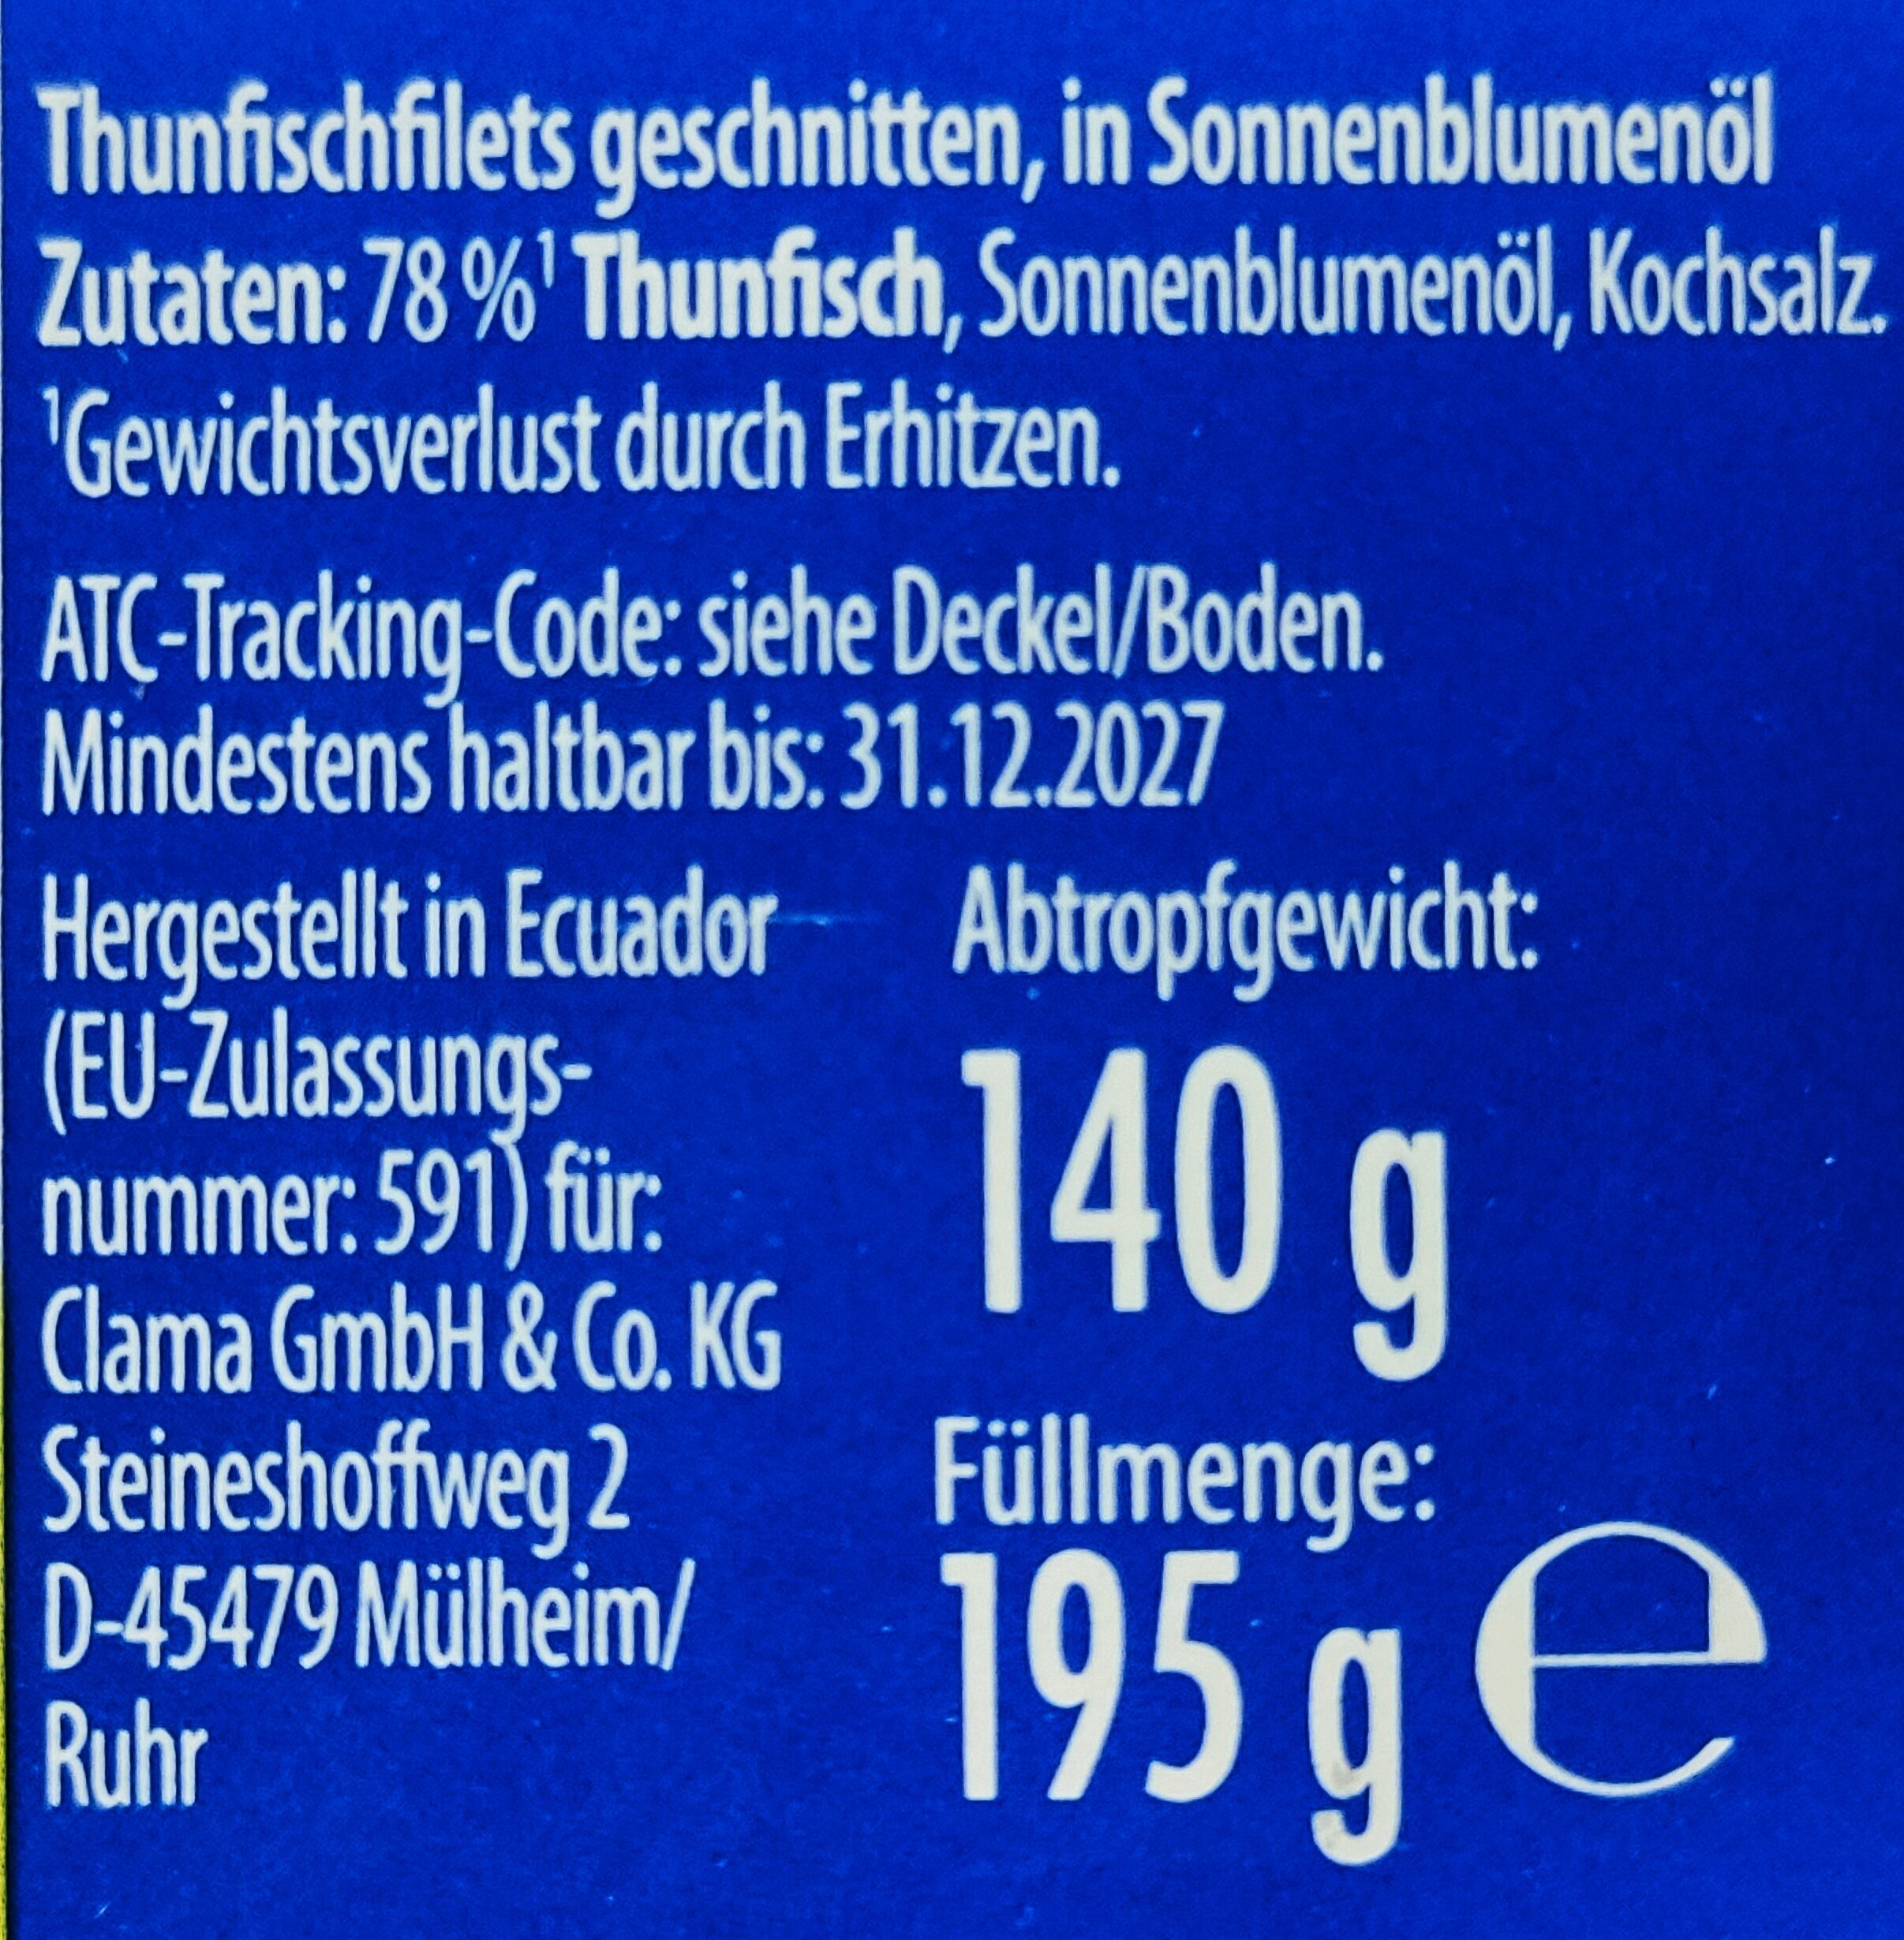 Thunfischfilets geschnitten, in Sonnenblumenöl
Zutaten: 78 %¹ Thunfisch, Sonnenblumenöl, Kochsalz.
¹Gewichtsverlust durch Erhitzen.
ATC-Tracking-Code: siehe Deckel/Boden.
Mindestens haltbar bis: 31.12.2027
Hergestellt in Ecuador
(EU-Zulassungs-
nummer: 591) für:
Clama GmbH & Co. KG
Steineshoffweg 2
D-45479 Mülheim/
Ruhr
Abtropfgewicht:
140 g
Füllmenge:
195 g ℮